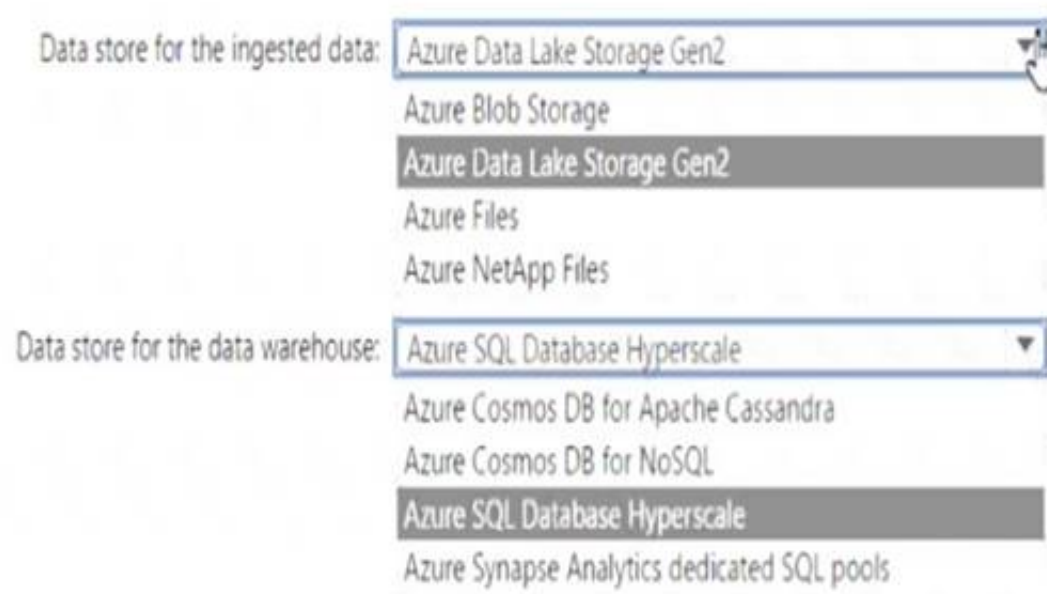 Data store for the ingested data: Azure Data Lake Storage Gen2
Azure Blob Storage
Azure Data Lake Storage Gen2
Azure Files
Azure NetApp Files
Data store for the data warehouse: Azure SQL Database Hyperscale
Azure Cosmos DB for Apache Cassandra
Azure Cosmos DB for NoSQL
Azure SQL Database Hyperscale
Azure Synapse Analytics dedicated SQL pools